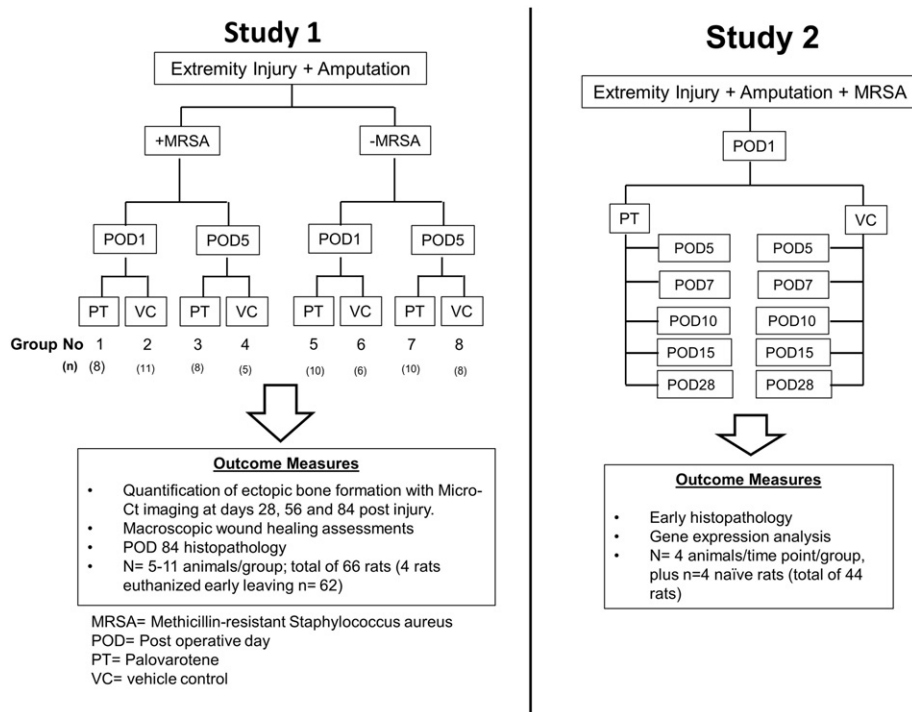 Study 1
Extremity Injury + Amputation
+MRSA
-MRSA
POD1
POD5
POD1
POD5
PT
VC
PT
VC
PT
VC
PT
VC
Group No 1 2 3 4 5 6 7 8
(n) (8) (11) (8) (5) (10) (6) (10) (8)
Outcome Measures
• Quantification of ectopic bone formation with Micro-
Ct imaging at days 28, 56 and 84 post injury.
• Macroscopic wound healing assessments
• POD 84 histopathology
• N= 5-11 animals/group; total of 66 rats (4 rats
euthanized early leaving n= 62)
MRSA= Methicillin-resistant Staphylococcus aureus
POD= Post operative day
PT= Palovarotene
VC= vehicle control
Study 2
Extremity Injury + Amputation + MRSA
POD1
PT
VC
POD5
POD5
POD7
POD7
POD10
POD10
POD15
POD15
POD28
POD28
Outcome Measures
• Early histopathology
• Gene expression analysis
• N= 4 animals/time point/group,
plus n=4 naïve rats (total of 44
rats)